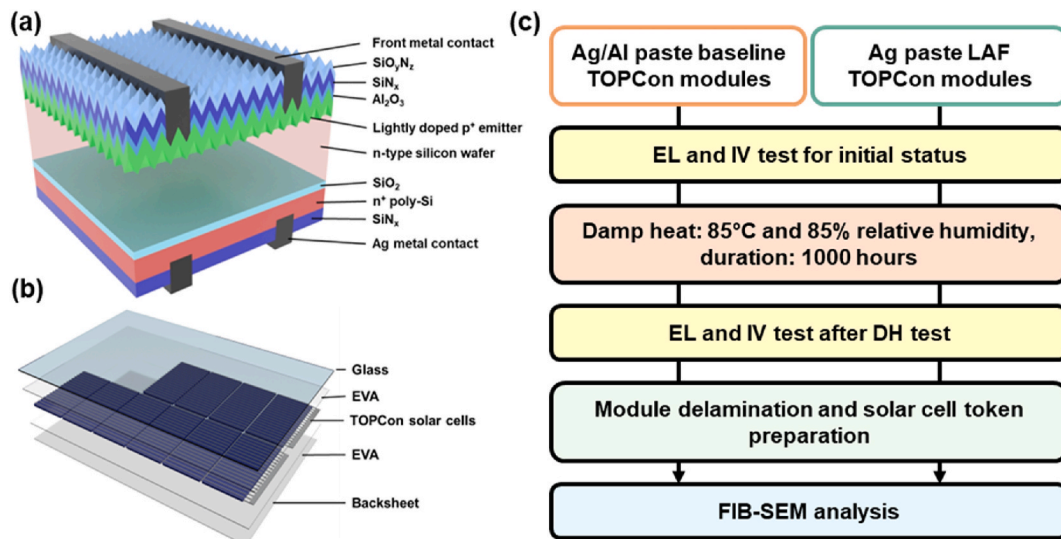 (a)
Front metal contact
SiOyNz
SiNx
Al2O3
Lightly doped p+ emitter
n-type silicon wafer
SiO2
n+ poly-Si
SiNx
Ag metal contact
(b)
Glass
EVA
TOPCon solar cells
EVA
Backsheet
(c)
Ag/Al paste baseline
TOPCon modules
Ag paste LAF
TOPCon modules
EL and IV test for initial status
Damp heat: 85°C and 85% relative humidity,
duration: 1000 hours
EL and IV test after DH test
Module delamination and solar cell token
preparation
FIB-SEM analysis